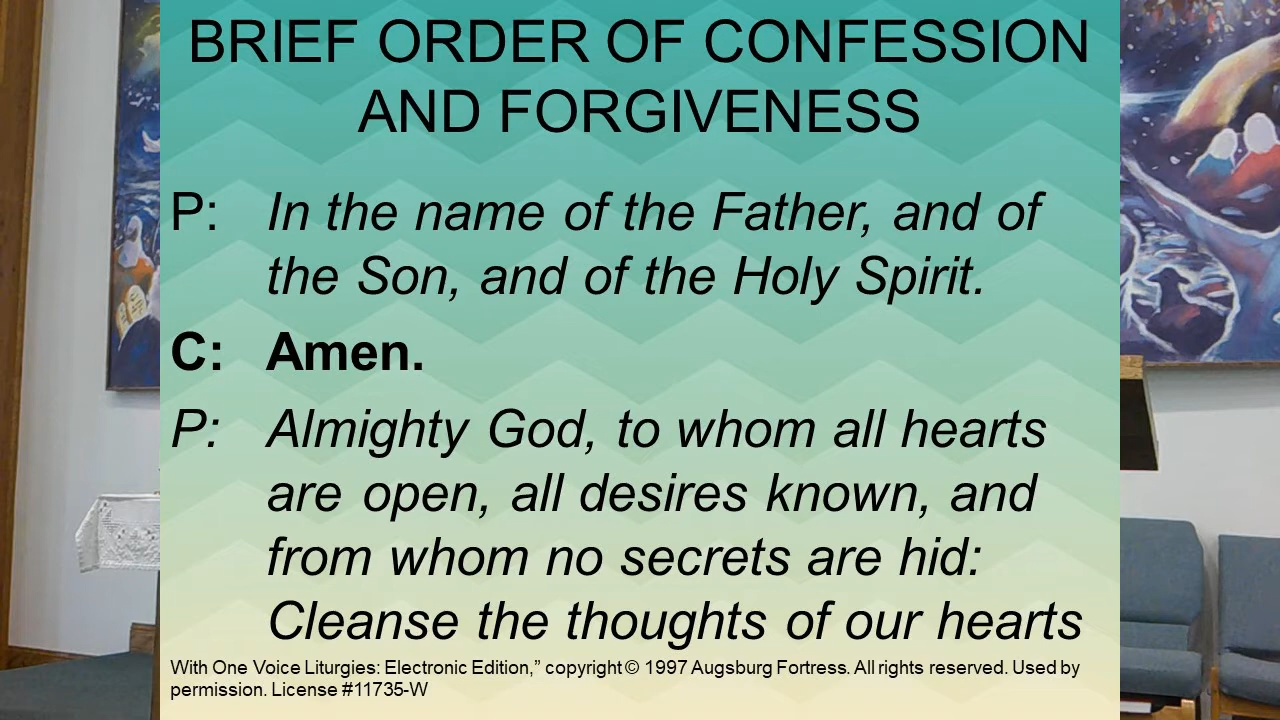 BRIEF ORDER OF CONFESSION
AND FORGIVENESS
P: In the name of the Father, and of
the Son, and of the Holy Spirit.
C: Amen.
P: Almighty God, to whom all hearts
are open, all desires known, and
from whom no secrets are hid:
Cleanse the thoughts of our hearts
With One Voice Liturgies: Electronic Edition,” copyright © 1997 Augsburg Fortress. All rights reserved. Used by
permission. License #11735-W